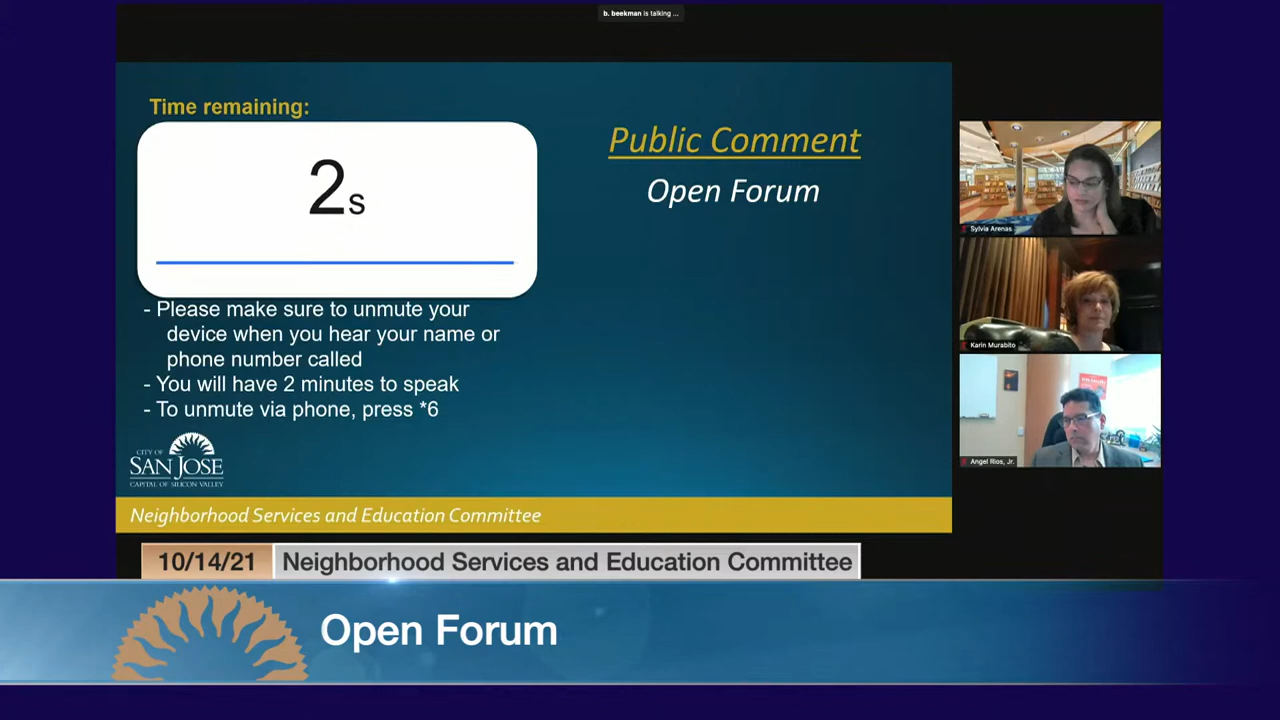 b. beekman is talking ...
Time remaining:
2s
Public Comment
Open Forum
- Please make sure to unmute your
device when you hear your name or
phone number called
- You will have 2 minutes to speak
- To unmute via phone, press *6
CITY OF
SAN JOSE
CAPITAL OF SILICON VALLEY
Neighborhood Services and Education Committee
Sylvia Arenas
Karin Murabito
Angel Rios, Jr.
10/14/21
Neighborhood Services and Education Committee
Open Forum